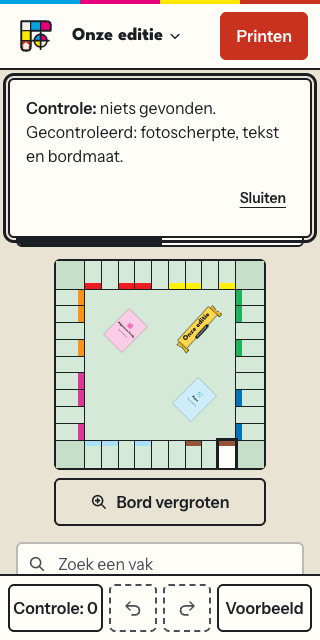 Onze editie
Printen
Controle: niets gevonden.
Gecontroleerd: fotoscherpte, tekst
en bordmaat.
Sluiten
Onze editie
Bord vergroten
Zoek een vak
Controle: 0
Voorbeeld